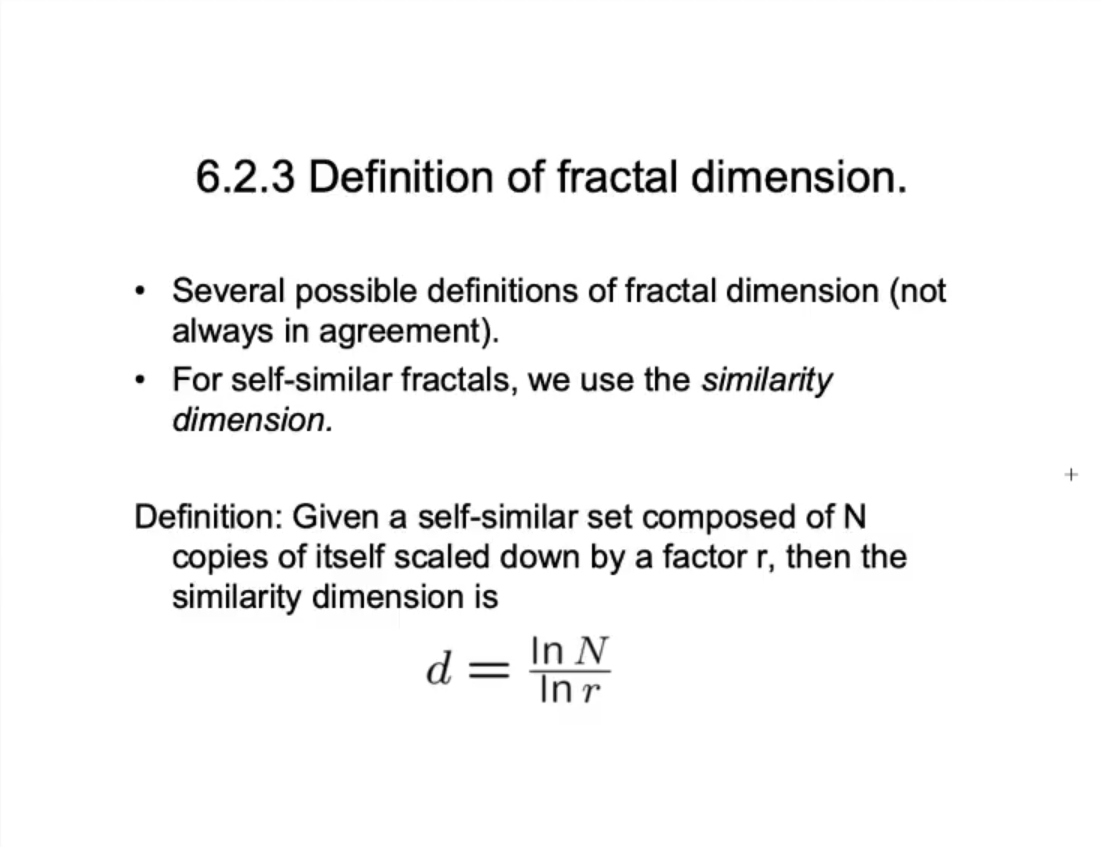 6.2.3 Definition of fractal dimension.
• Several possible definitions of fractal dimension (not
always in agreement).
• For self-similar fractals, we use the similarity
dimension.
Definition: Given a self-similar set composed of N
copies of itself scaled down by a factor r, then the
similarity dimension is
d = ln N / ln r